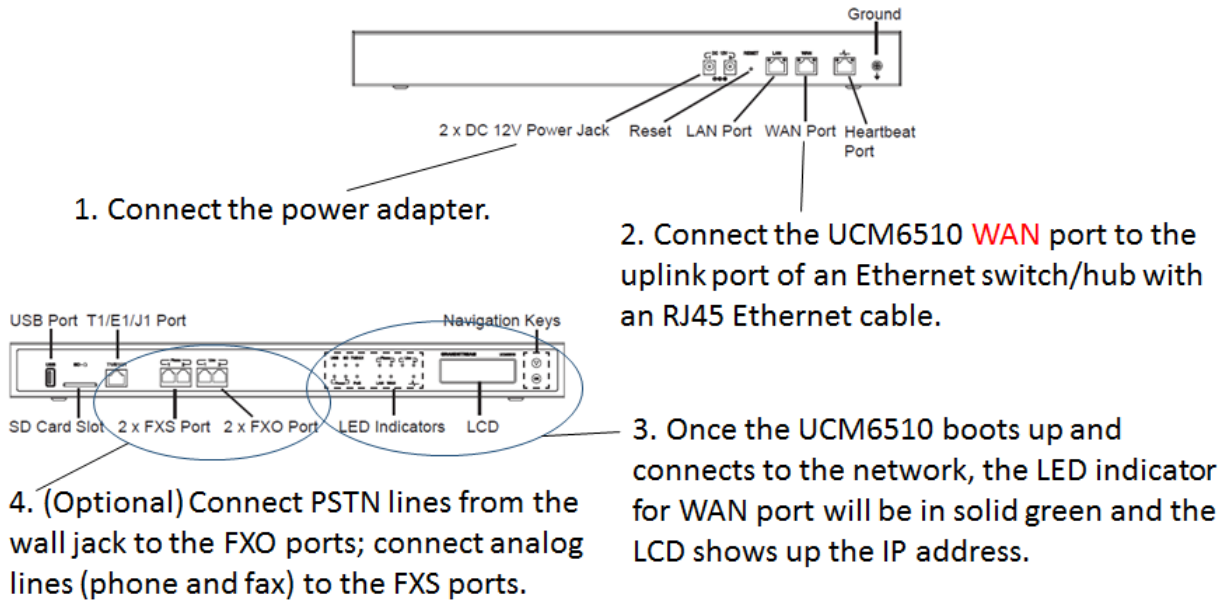 Ground
DC 12V RESET LAN WAN
2 x DC 12V Power Jack Reset LAN Port WAN Port Heartbeat
Port
1. Connect the power adapter.
2. Connect the UCM6510 WAN port to the
uplink port of an Ethernet switch/hub with
an RJ45 Ethernet cable.
USB Port T1/E1/J1 Port Navigation Keys
SD Card Slot 2 x FXS Port 2 x FXO Port LED Indicators LCD
3. Once the UCM6510 boots up and
connects to the network, the LED indicator
for WAN port will be in solid green and the
LCD shows up the IP address.
4. (Optional) Connect PSTN lines from the
wall jack to the FXO ports; connect analog
lines (phone and fax) to the FXS ports.